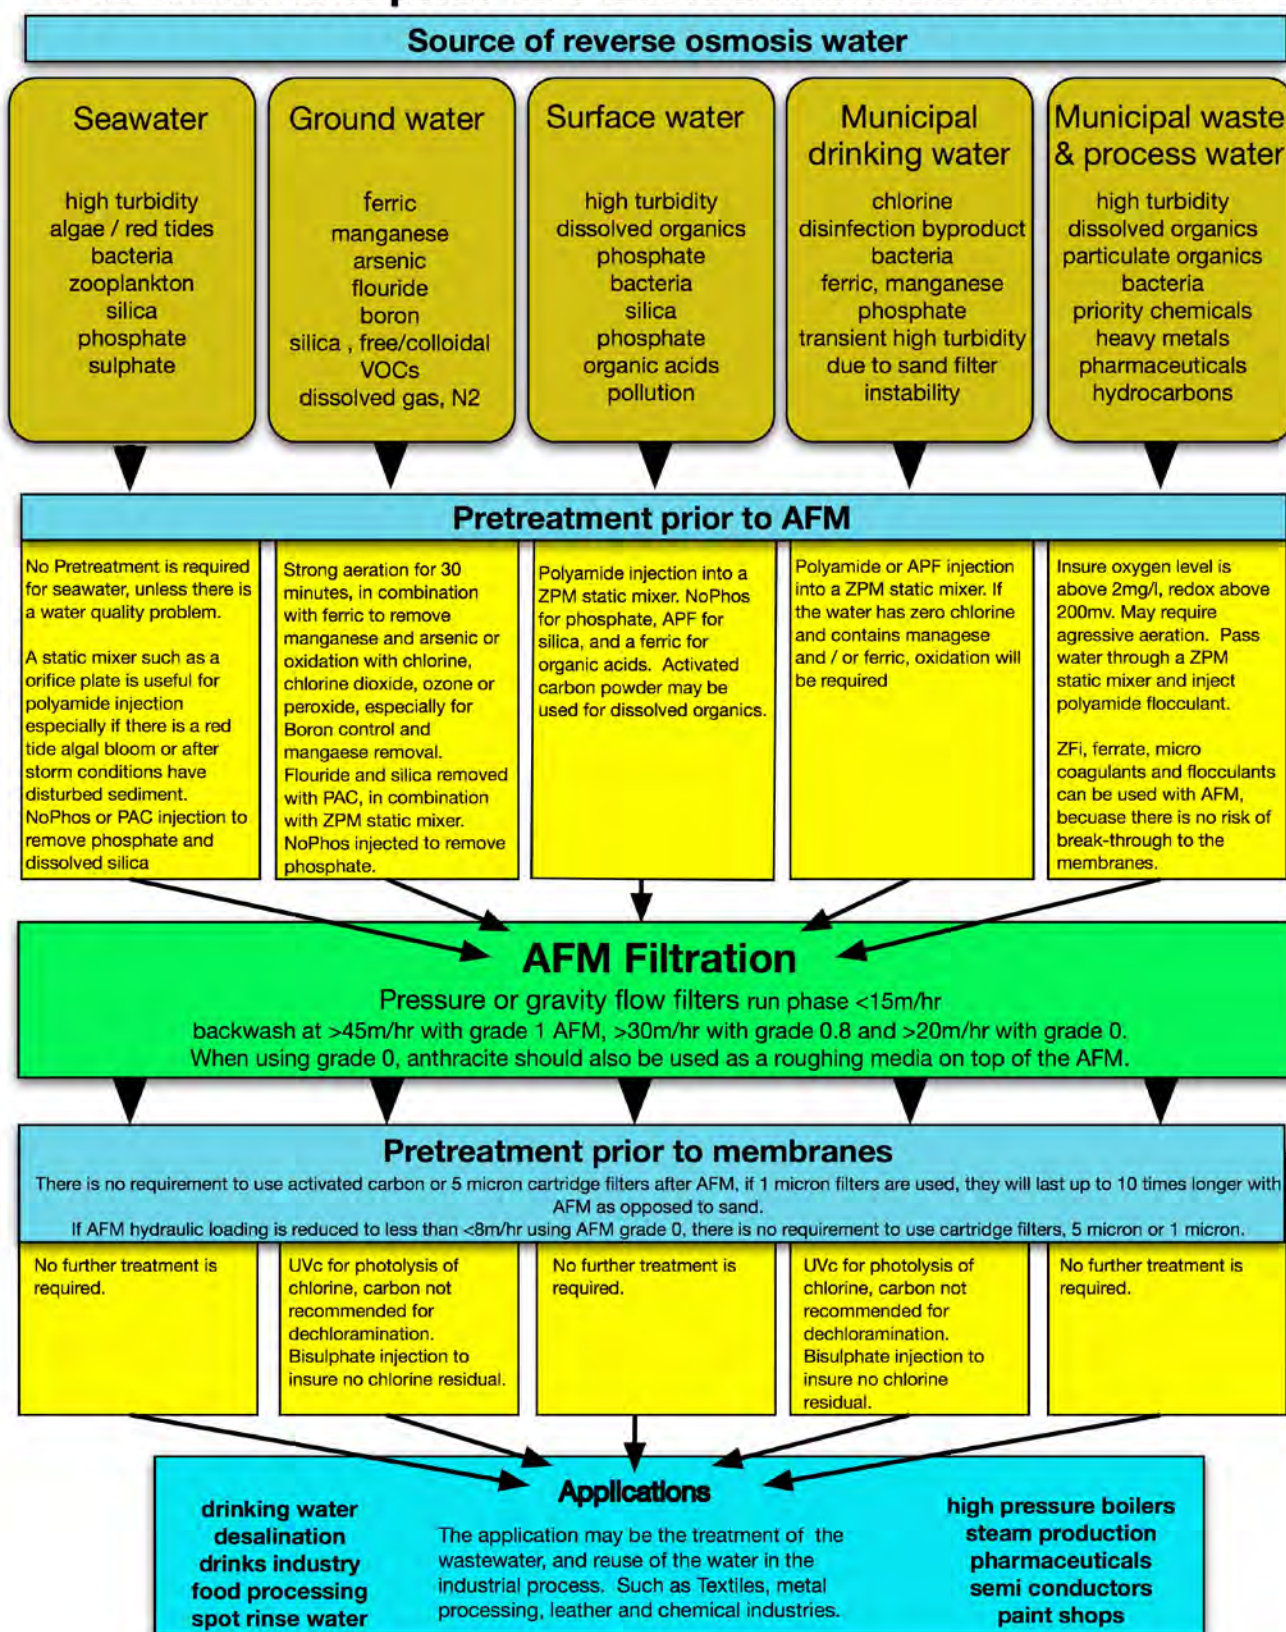 Source of reverse osmosis water
Seawater
high turbidity
algae / red tides
bacteria
zooplankton
silica
phosphate
sulphate
Ground water
ferric
manganese
arsenic
flouride
boron
silica , free/colloidal
VOCs
dissolved gas, N2
Surface water
high turbidity
dissolved organics
phosphate
bacteria
silica
phosphate
organic acids
pollution
Municipal
drinking water
chlorine
disinfection byproduct
bacteria
ferric, manganese
phosphate
transient high turbidity
due to sand filter
instability
Municipal waste
& process water
high turbidity
dissolved organics
particulate organics
bacteria
priority chemicals
heavy metals
pharmaceuticals
hydrocarbons
Pretreatment prior to AFM
No Pretreatment is required
for seawater, unless there is
a water quality problem.
A static mixer such as a
orifice plate is useful for
polyamide injection
especially if there is a red
tide algal bloom or after
storm conditions have
disturbed sediment.
NoPhos or PAC injection to
remove phosphate and
dissolved silica
Strong aeration for 30
minutes, in combination
with ferric to remove
manganese and arsenic or
oxidation with chlorine,
chlorine dioxide, ozone or
peroxide, especially for
Boron control and
mangaese removal.
Flouride and silica removed
with PAC, in combination
with ZPM static mixer.
NoPhos injected to remove
phosphate.
Polyamide injection into a
ZPM static mixer. NoPhos
for phosphate, APF for
silica, and a ferric for
organic acids. Activated
carbon powder may be
used for dissolved organics.
Polyamide or APF injection
into a ZPM static mixer. If
the water has zero chlorine
and contains managese
and / or ferric, oxidation will
be required
Insure oxygen level is
above 2mg/l, redox above
200mv. May require
agressive aeration. Pass
water through a ZPM
static mixer and inject
polyamide flocculant.
ZFi, ferrate, micro
coagulants and flocculants
can be used with AFM,
becuase there is no risk of
break-through to the
membranes.
AFM Filtration
Pressure or gravity flow filters run phase <15m/hr
backwash at >45m/hr with grade 1 AFM, >30m/hr with grade 0.8 and >20m/hr with grade 0.
When using grade 0, anthracite should also be used as a roughing media on top of the AFM.
Pretreatment prior to membranes
There is no requirement to use activated carbon or 5 micron cartridge filters after AFM, if 1 micron filters are used, they will last up to 10 times longer with
AFM as opposed to sand.
If AFM hydraulic loading is reduced to less than <8m/hr using AFM grade 0, there is no requirement to use cartridge filters, 5 micron or 1 micron.
No further treatment is
required.
UVc for photolysis of
chlorine, carbon not
recommended for
dechloramination.
Bisulphate injection to
insure no chlorine residual.
No further treatment is
required.
UVc for photolysis of
chlorine, carbon not
recommended for
dechloramination.
Bisulphate injection to
insure no chlorine
residual.
No further treatment is
required.
drinking water
desalination
drinks industry
food processing
spot rinse water
Applications
The application may be the treatment of the
wastewater, and reuse of the water in the
industrial process. Such as Textiles, metal
processing, leather and chemical industries.
high pressure boilers
steam production
pharmaceuticals
semi conductors
paint shops